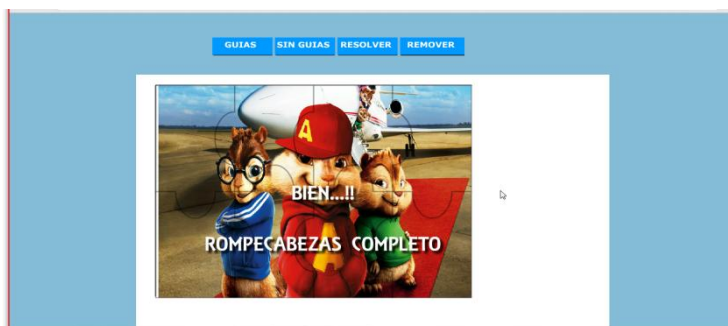 GUIAS SIN GUIAS RESOLVER REMOVER
A
BIEN...!!
ROMPECABEZAS COMPLETO
A